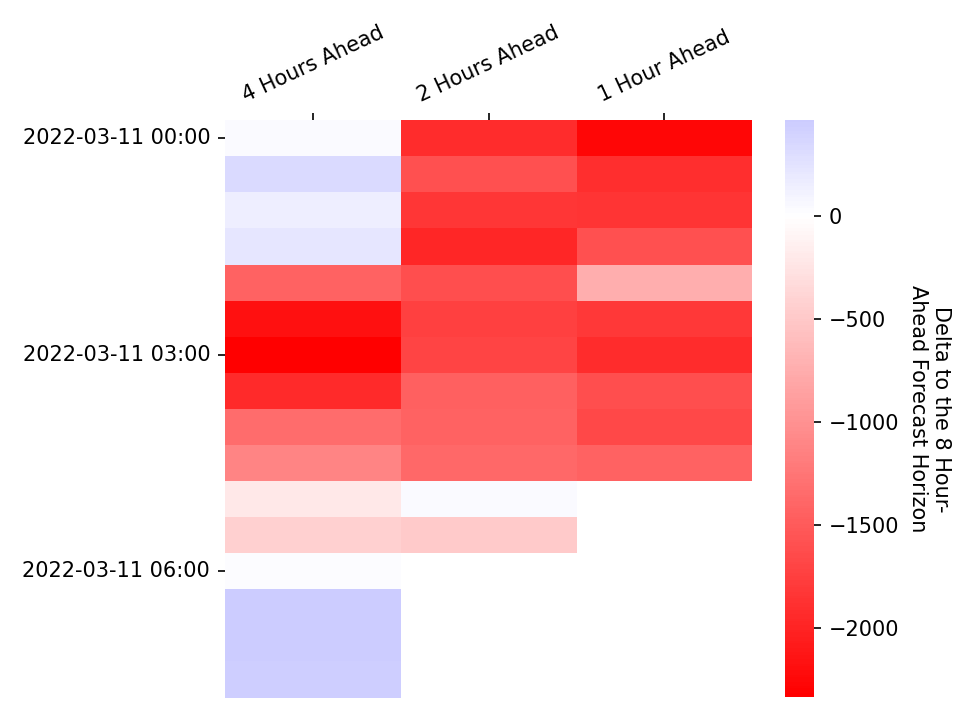 4 Hours Ahead
2 Hours Ahead
1 Hour Ahead
2022-03-11 00:00
2022-03-11 03:00
2022-03-11 06:00
0
−500
−1000
−1500
−2000
Delta to the 8 Hour-
Ahead Forecast Horizon